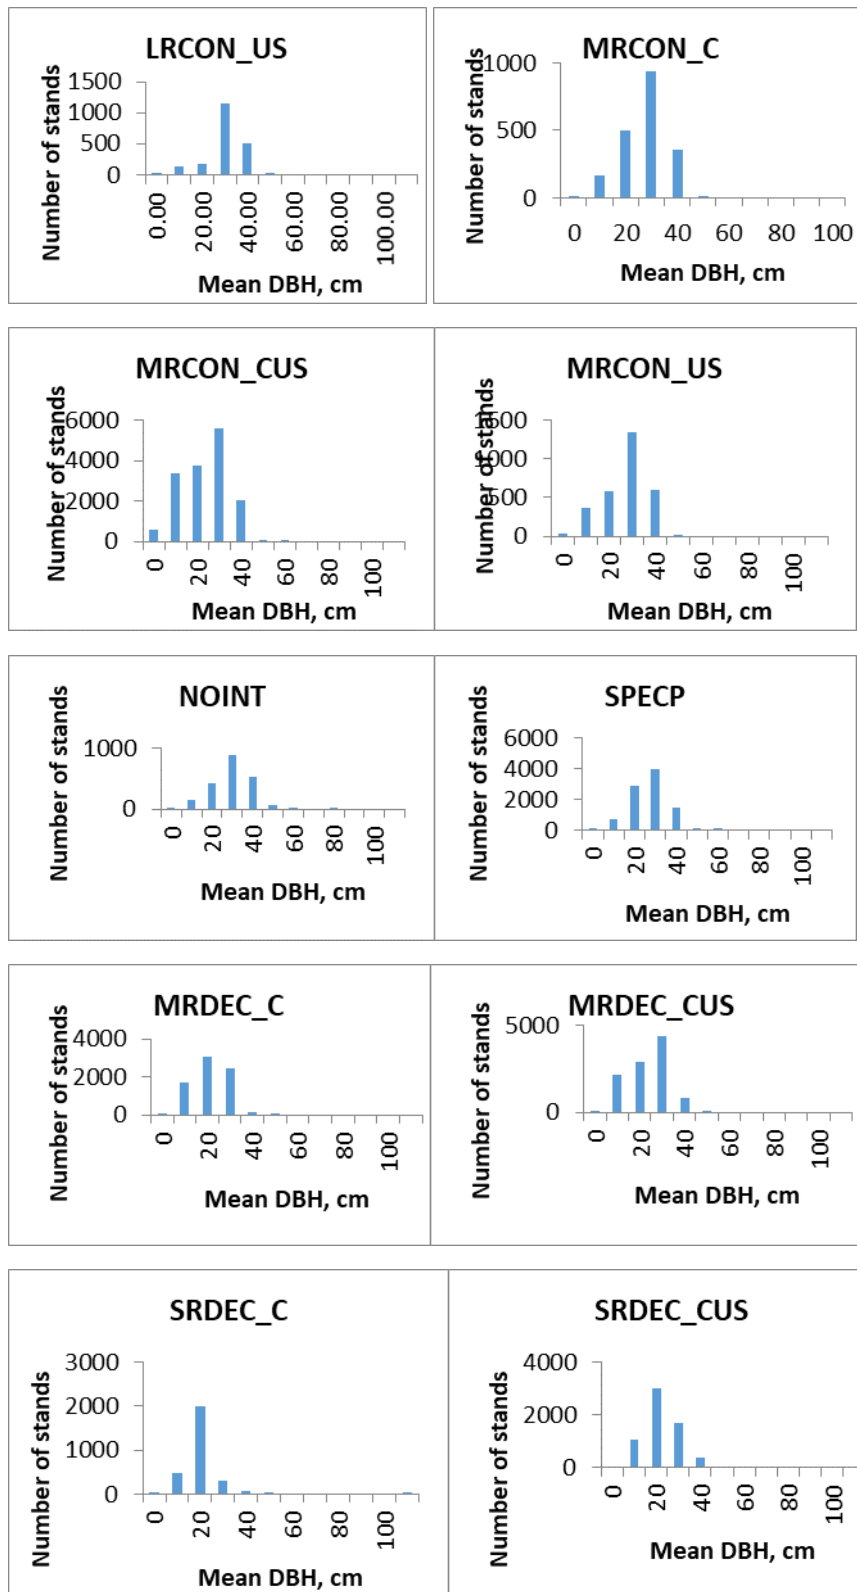 LRCON_US
Number of stands
1500
1000
500
0
0.00
20.00
40.00
60.00
80.00
100.00
Mean DBH, cm
MRCON_C
Number of stands
1000
500
0
0 20 40 60 80 100
Mean DBH, cm
MRCON_CUS
Number of stands
6000
4000
2000
0
0
20
40
60
80
100
Mean DBH, cm
MRCON_US
Number of stands
1500
1000
500
0
0
20
40
60
80
100
Mean DBH, cm
NOINT
Number of stands
1000
0
0
20
40
60
80
100
Mean DBH, cm
SPECP
Number of stands
6000
4000
2000
0
0
20
40
60
80
100
Mean DBH, cm
MRDEC_C
Number of stands
4000
2000
0
0
20
40
60
80
100
Mean DBH, cm
MRDEC_CUS
Number of stands
5000
0
0
20
40
60
80
100
Mean DBH, cm
SRDEC_C
Number of stands
3000
2000
1000
0
0
20
40
60
80
100
Mean DBH, cm
SRDEC_CUS
Number of stands
4000
2000
0
0
20
40
60
80
100
Mean DBH, cm